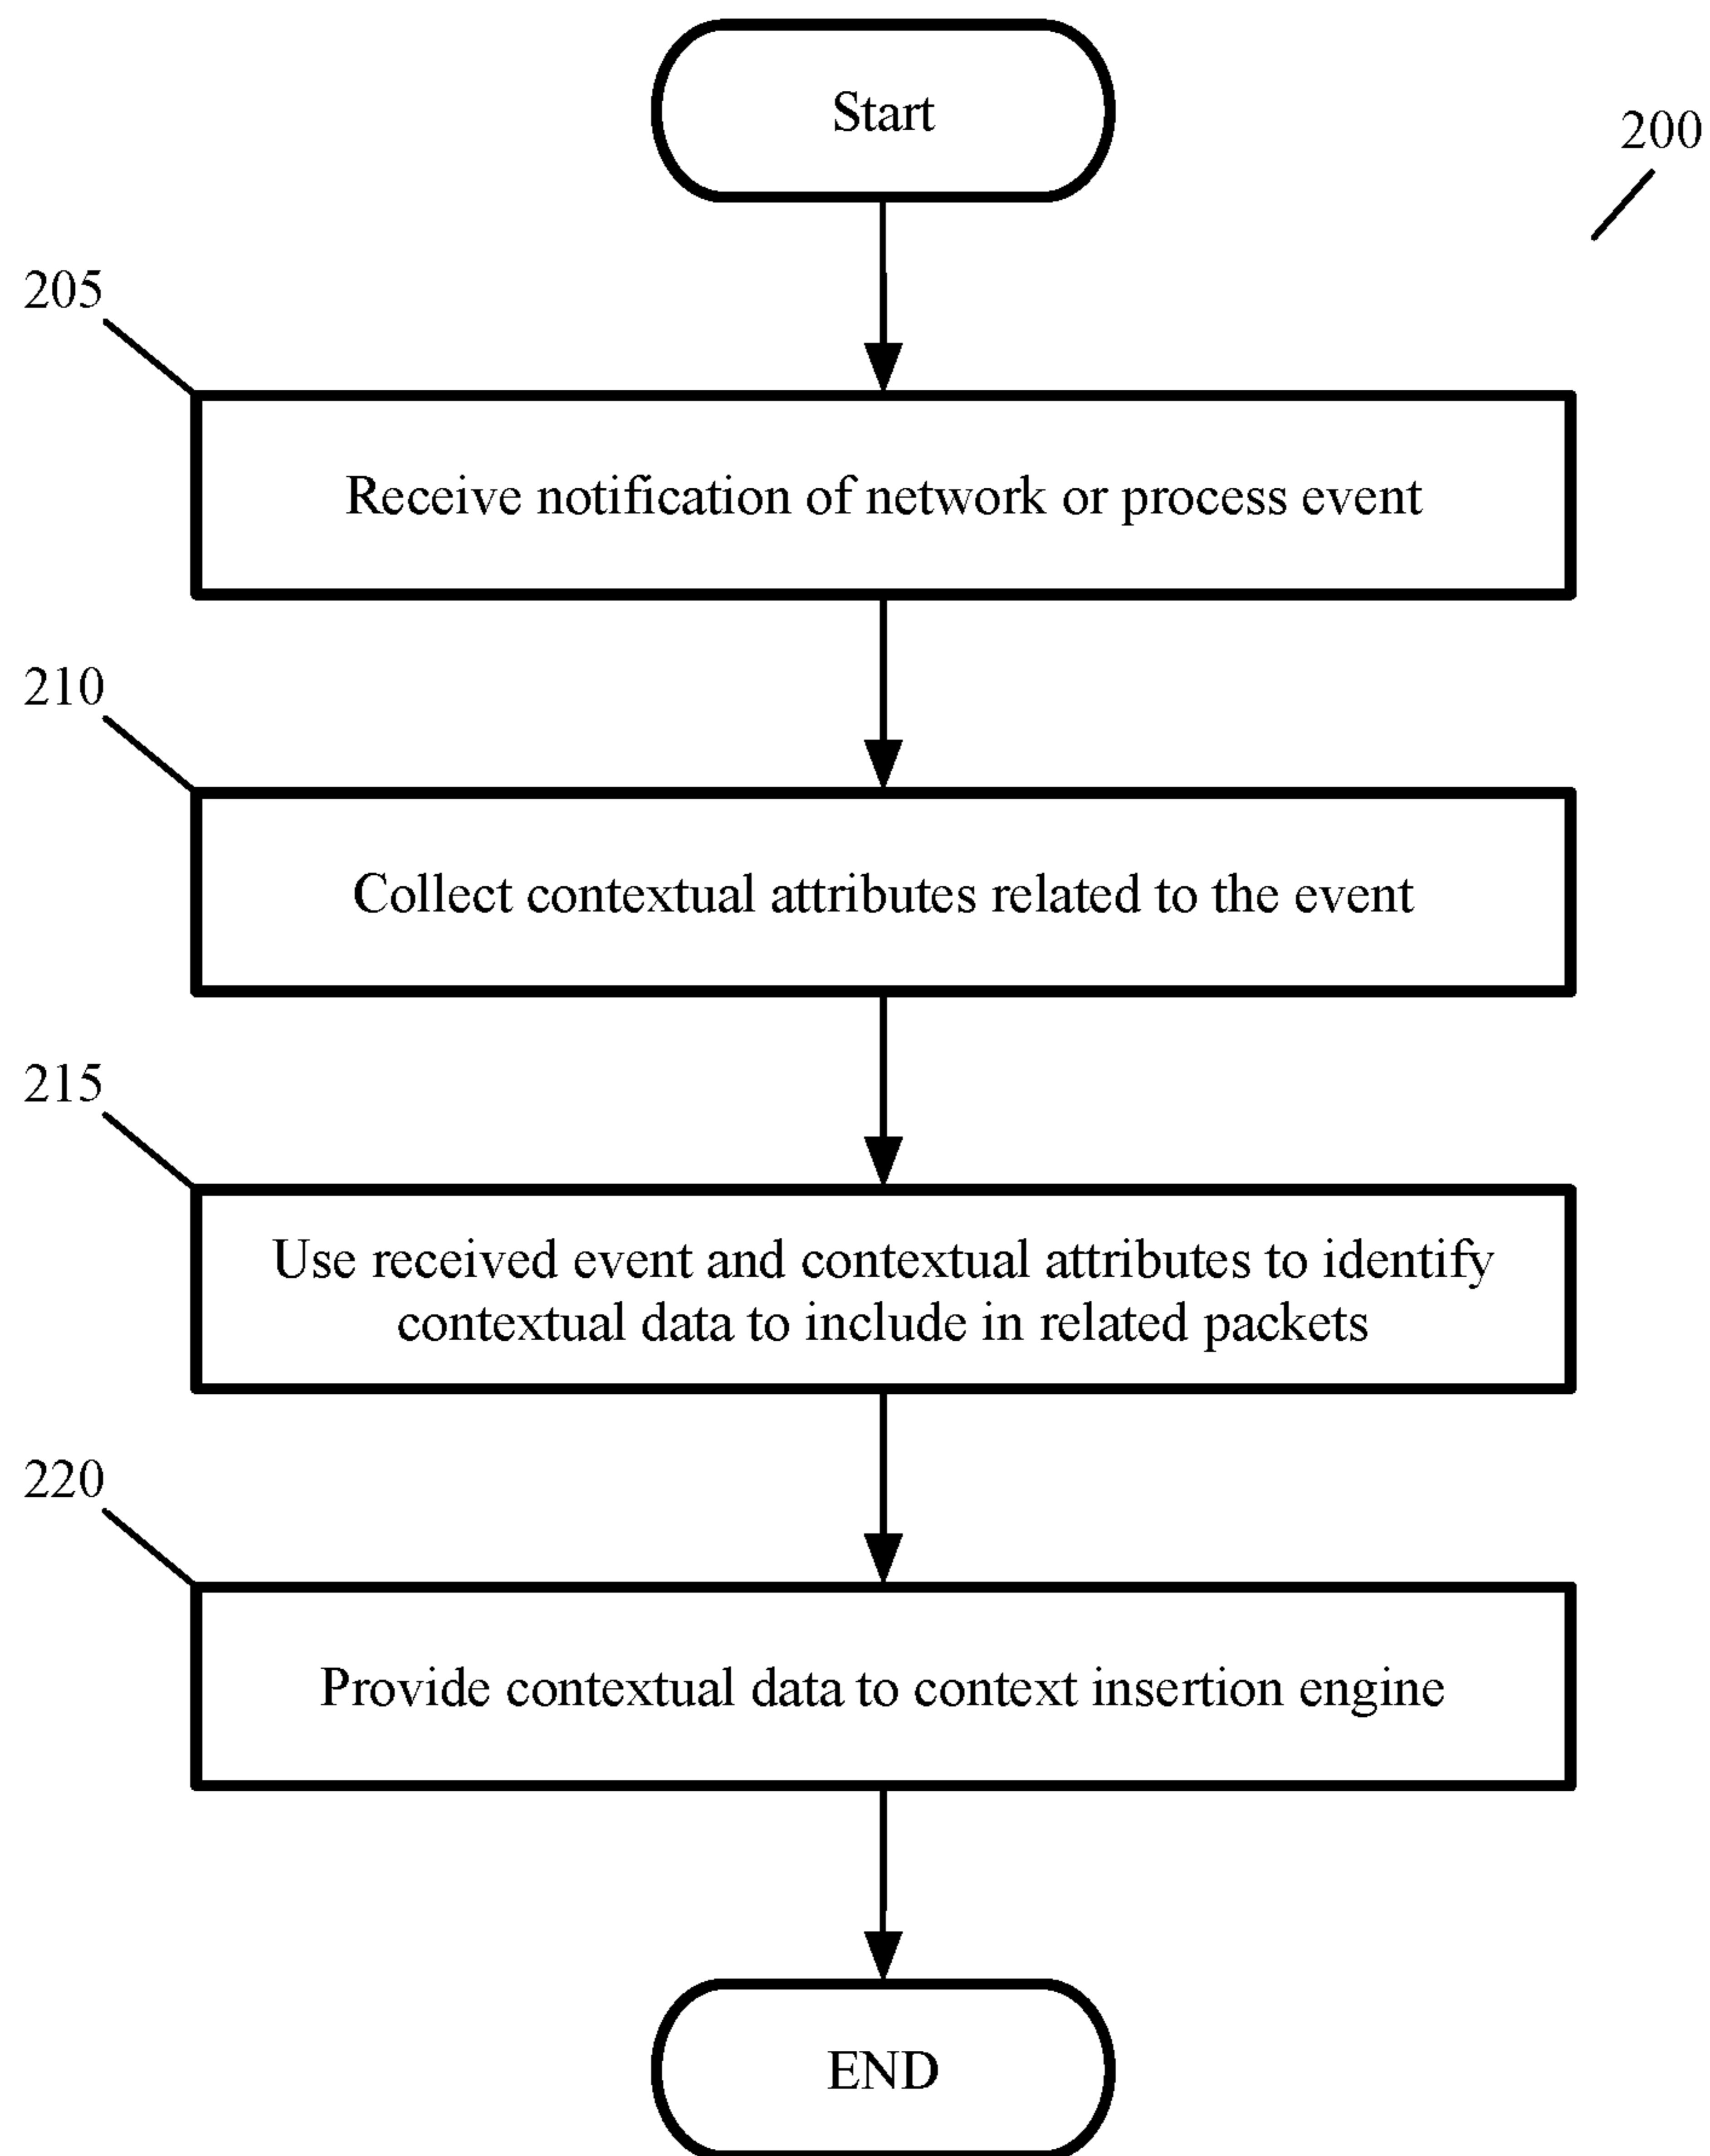 Start
200
205
Receive notification of network or process event
210
Collect contextual attributes related to the event
215
Use received event and contextual attributes to identify
contextual data to include in related packets
220
Provide contextual data to context insertion engine
END